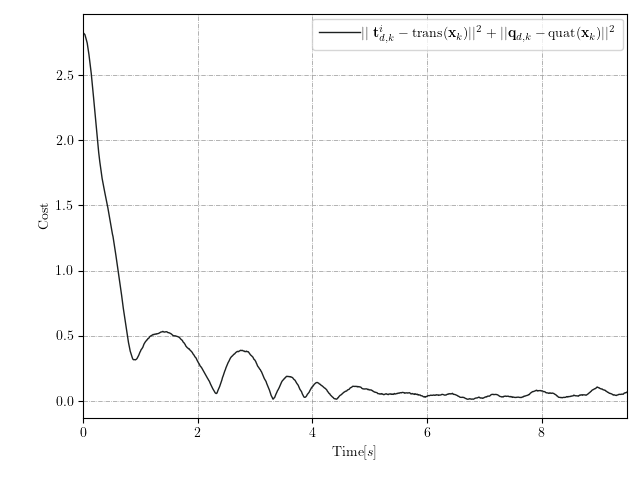 || t^i_{d,k} − trans(x_k)||^2 + ||q_{d,k} − quat(x_k)||^2
2.5
2.0
1.5
1.0
0.5
0.0
Cost
0 2 4 6 8
Time[s]